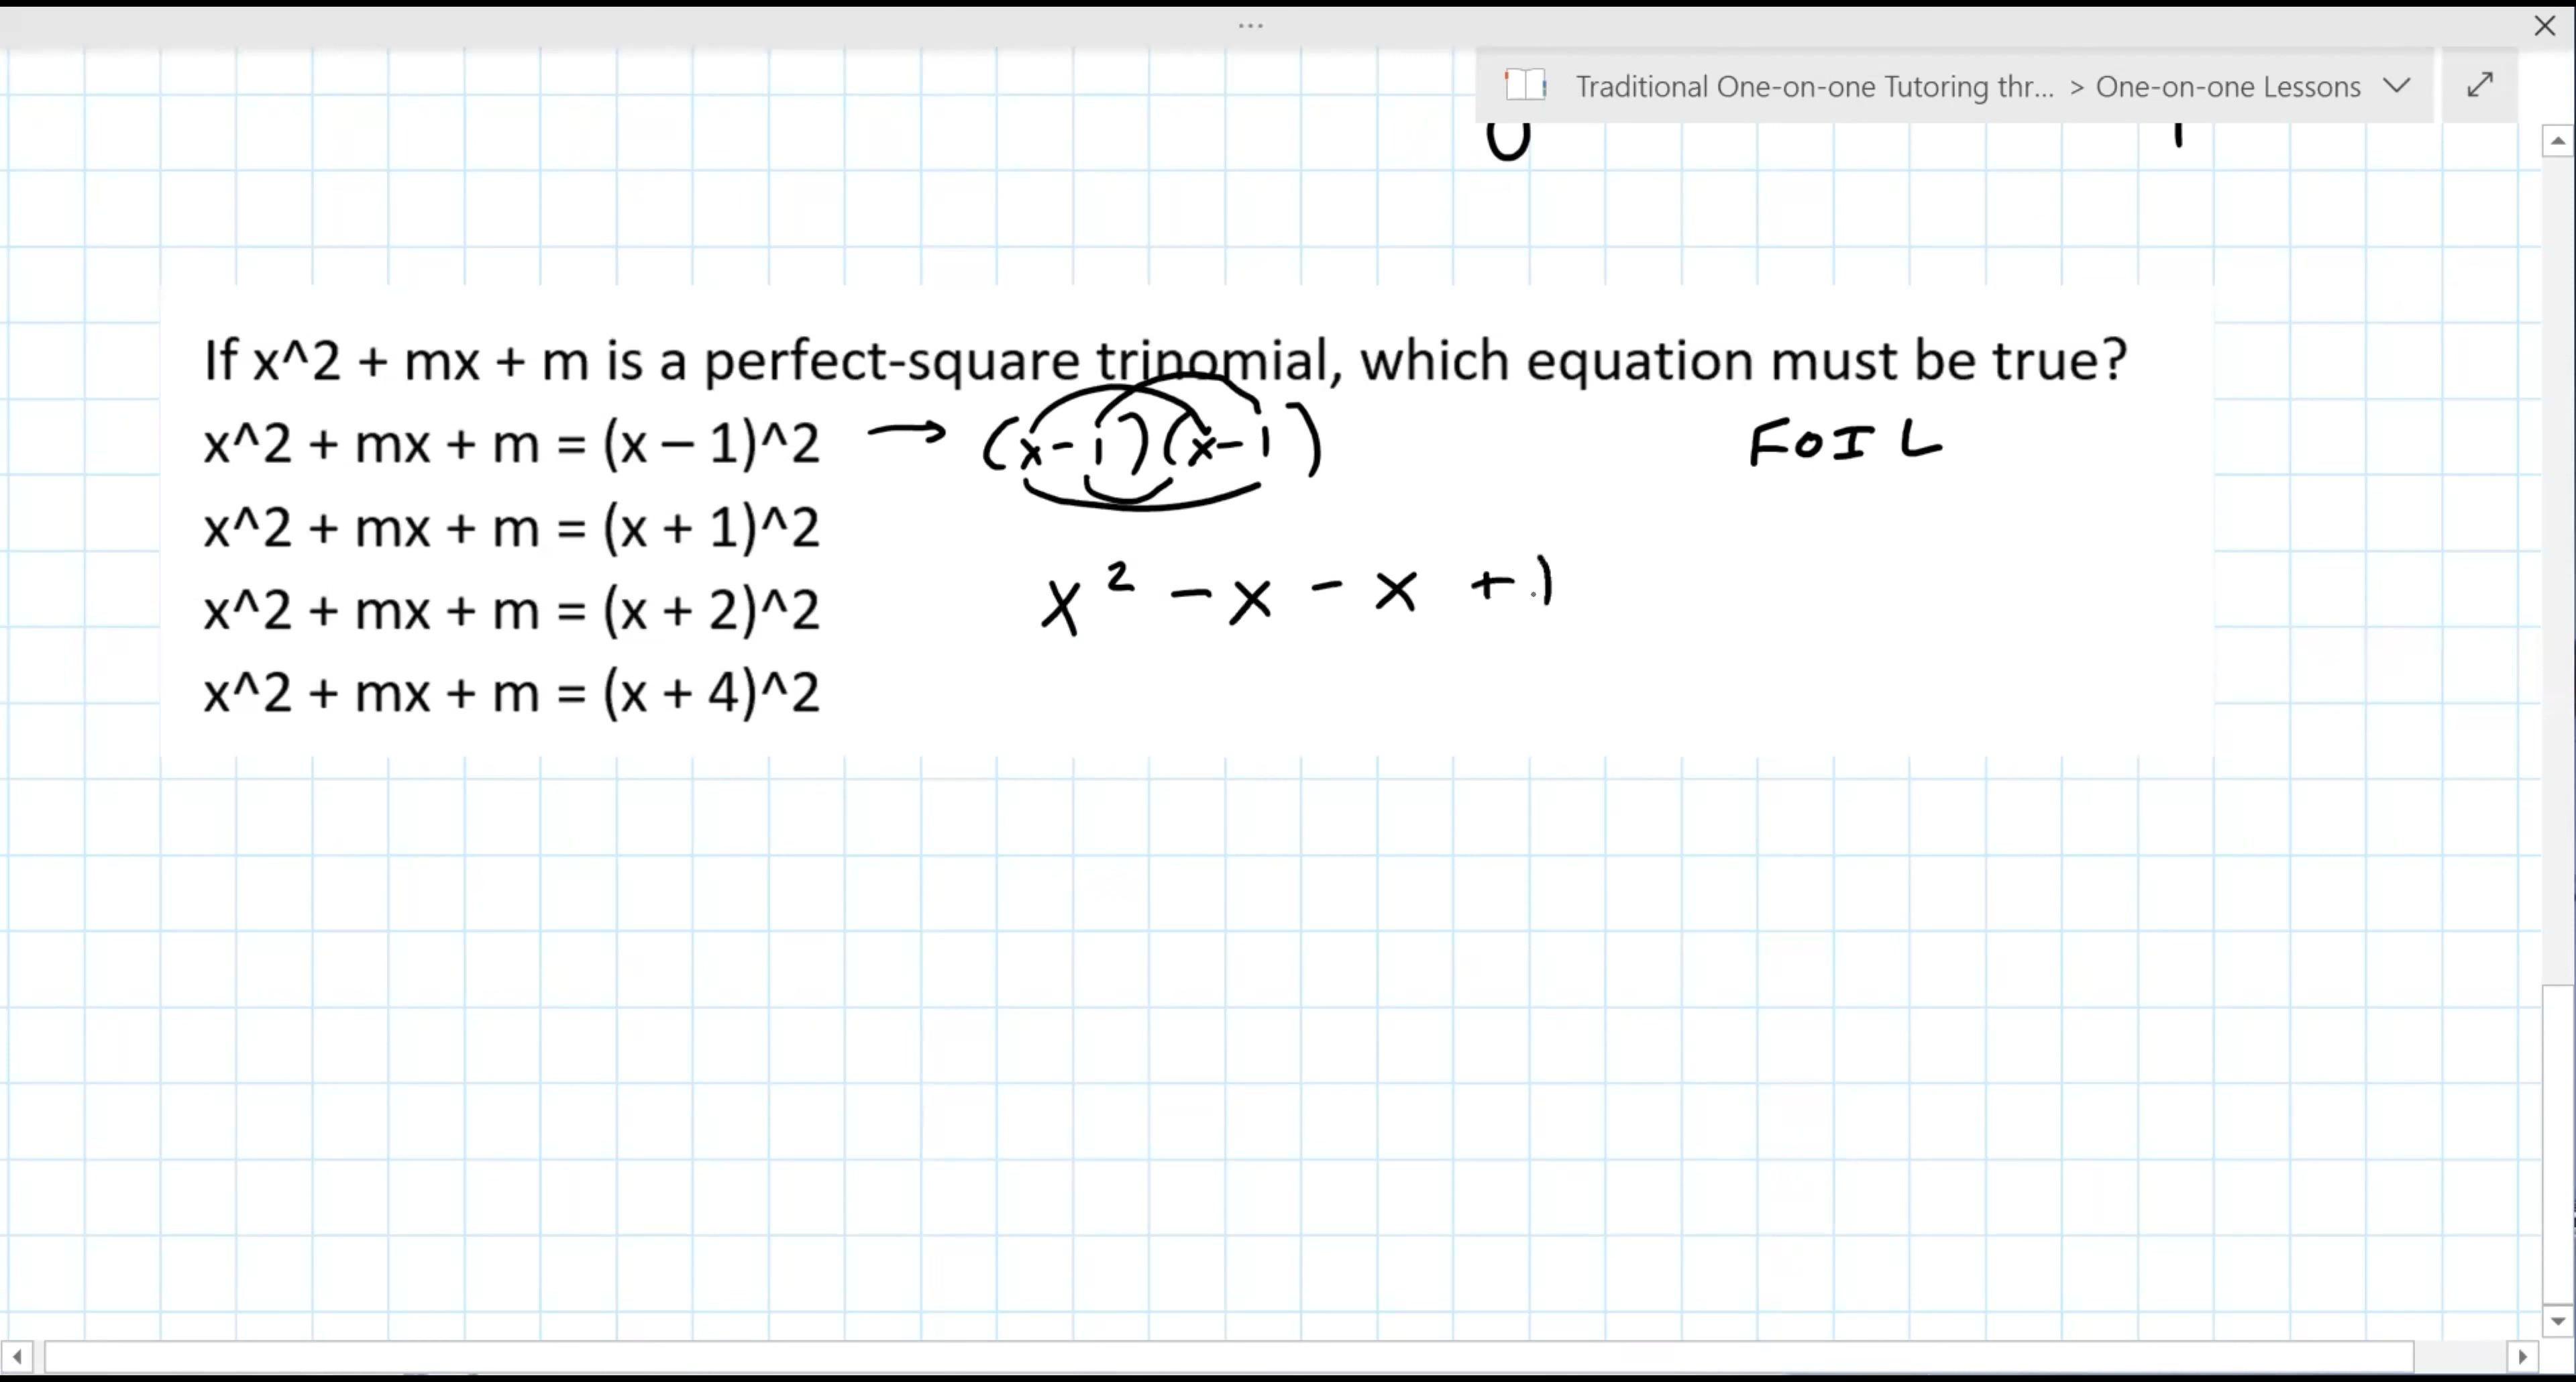 ...
Traditional One-on-one Tutoring thr... > One-on-one Lessons
If x^2 + mx + m is a perfect-square trinomial, which equation must be true?
x^2 + mx + m = (x – 1)^2 → (x-1)(x-1) FOIL
x^2 + mx + m = (x + 1)^2
x^2 - x - x + 1
x^2 + mx + m = (x + 2)^2
x^2 + mx + m = (x + 4)^2